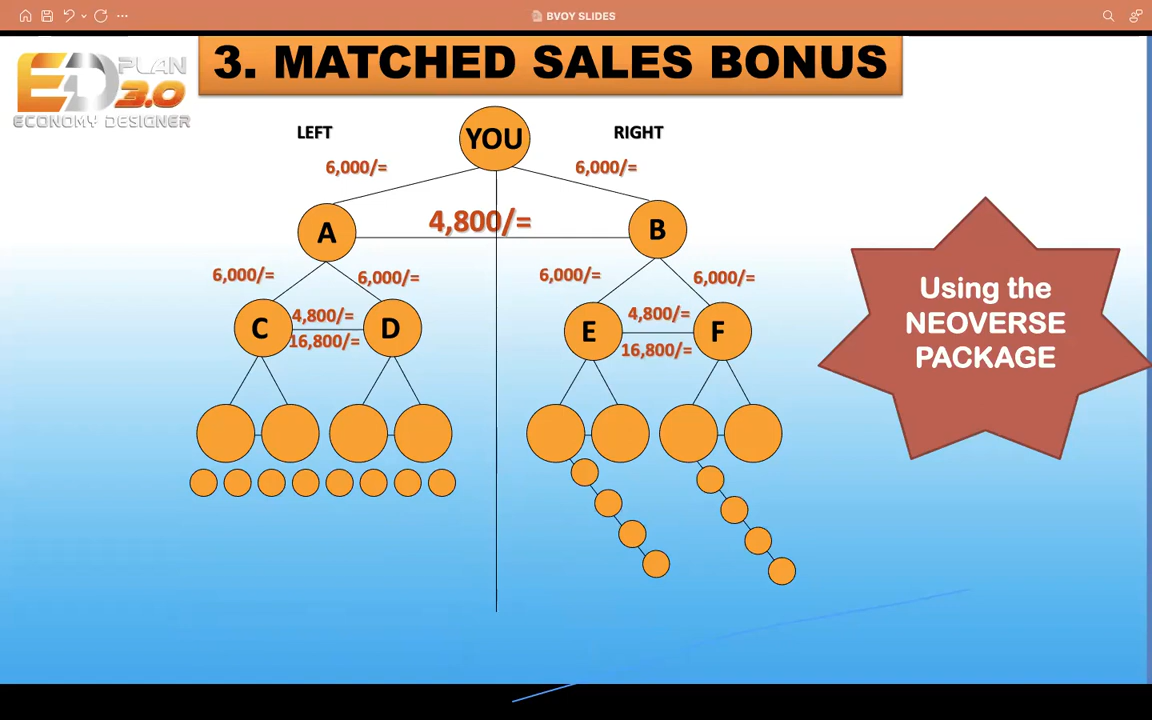 BVOY SLIDES
ED PLAN 3.0
ECONOMY DESIGNER
3. MATCHED SALES BONUS
LEFT
YOU
RIGHT
6,000/=
6,000/=
A
4,800/=
B
6,000/=
6,000/=
6,000/=
6,000/=
C
4,800/=
16,800/=
D
E
4,800/=
16,800/=
F
Using the
NEOVERSE
PACKAGE